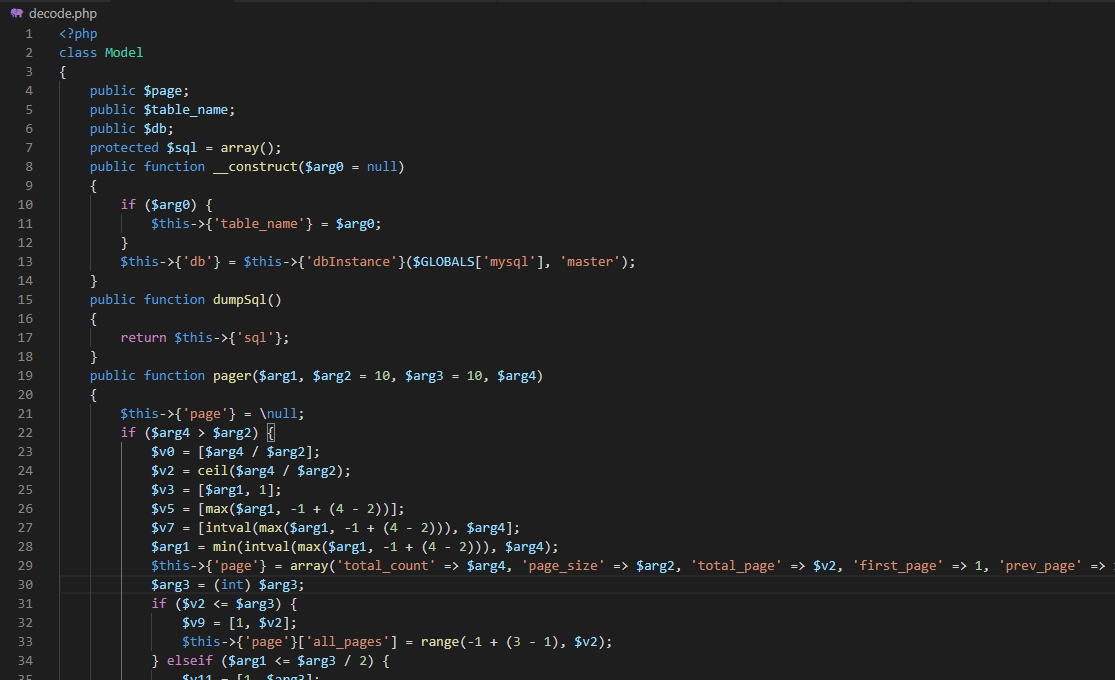 decode.php
1 <?php
2 class Model
3 {
4 public $page;
5 public $table_name;
6 public $db;
7 protected $sql = array();
8 public function __construct($arg0 = null)
9 {
10 if ($arg0) {
11 $this->{'table_name'} = $arg0;
12 }
13 $this->{'db'} = $this->{'dbInstance'}($GLOBALS['mysql'], 'master');
14 }
15 public function dumpSql()
16 {
17 return $this->{'sql'};
18 }
19 public function pager($arg1, $arg2 = 10, $arg3 = 10, $arg4)
20 {
21 $this->{'page'} = \null;
22 if ($arg4 > $arg2) {
23 $v0 = [$arg4 / $arg2];
24 $v2 = ceil($arg4 / $arg2);
25 $v3 = [$arg1, 1];
26 $v5 = [max($arg1, -1 + (4 - 2))];
27 $v7 = [intval(max($arg1, -1 + (4 - 2))), $arg4];
28 $arg1 = min(intval(max($arg1, -1 + (4 - 2))), $arg4);
29 $this->{'page'} = array('total_count' => $arg4, 'page_size' => $arg2, 'total_page' => $v2, 'first_page' => 1, 'prev_page' =>
30 $arg3 = (int) $arg3;
31 if ($v2 <= $arg3) {
32 $v9 = [1, $v2];
33 $this->{'page'}['all_pages'] = range(-1 + (3 - 1), $v2);
34 } elseif ($arg1 <= $arg3 / 2) {
35 $v11 = [1, $arg3];